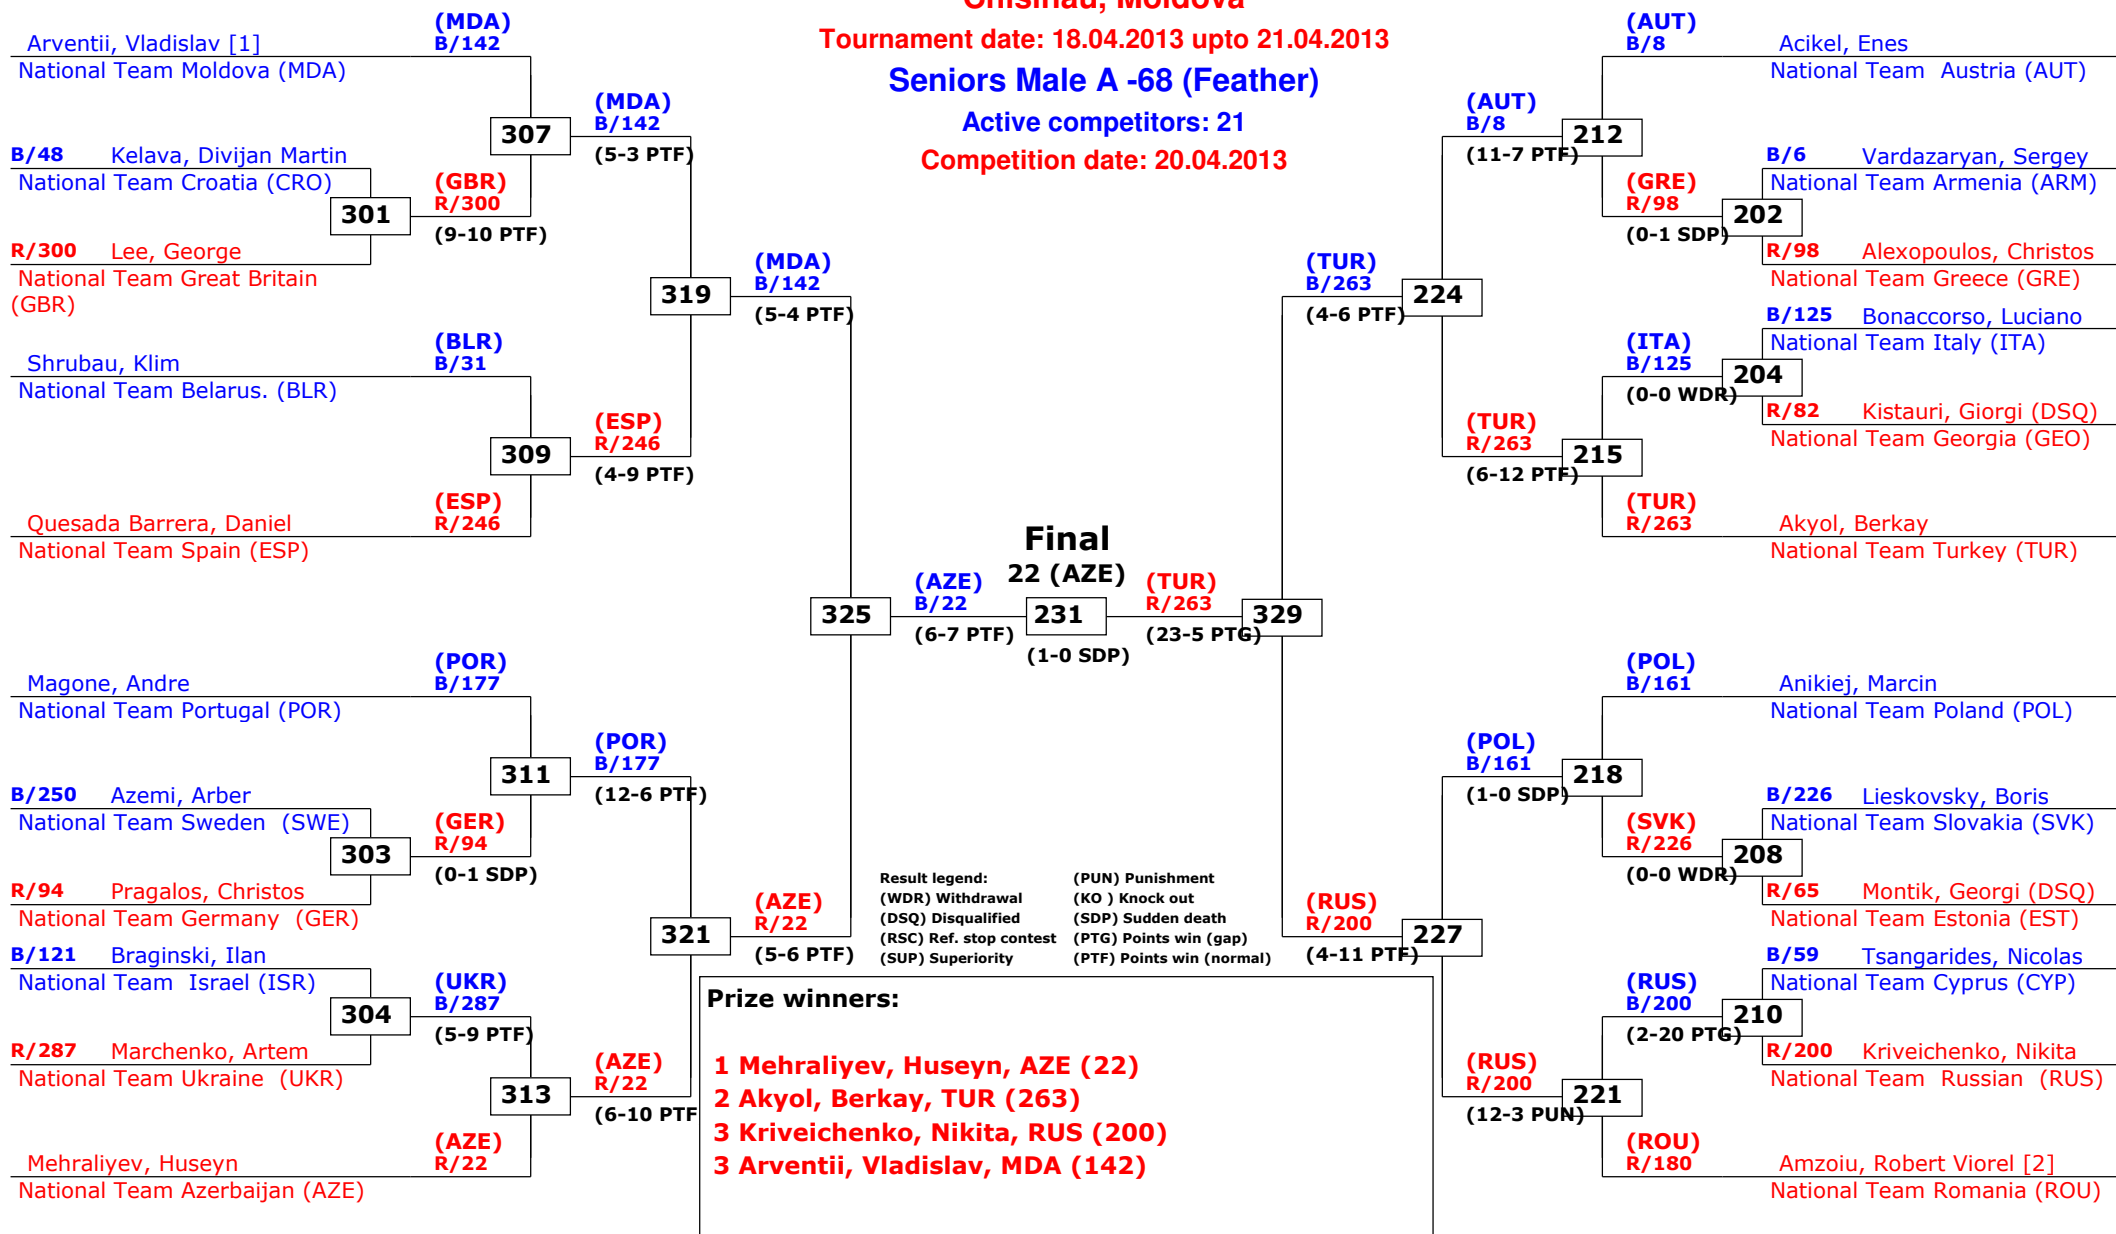 Chisinau, Moldova
Tournament date: 18.04.2013 upto 21.04.2013
Seniors Male A -68 (Feather)
Active competitors: 21
Competition date: 20.04.2013
Arventii, Vladislav [1]
National Team Moldova (MDA)
(MDA)
B/142
B/48 Kelava, Divijan Martin
National Team Croatia (CRO)
301
R/300 Lee, George
National Team Great Britain
(GBR)
(GBR)
R/300
(9-10 PTF)
307
(MDA)
B/142
(5-3 PTF)
Shrubau, Klim
National Team Belarus. (BLR)
(BLR)
B/31
309
Quesada Barrera, Daniel
National Team Spain (ESP)
(ESP)
R/246
(ESP)
R/246
(4-9 PTF)
319
(MDA)
B/142
(5-4 PTF)
Magone, Andre
National Team Portugal (POR)
(POR)
B/177
B/250 Azemi, Arber
National Team Sweden (SWE)
303
R/94 Pragalos, Christos
National Team Germany (GER)
(GER)
R/94
(0-1 SDP)
311
(POR)
B/177
(12-6 PTF)
B/121 Braginski, Ilan
National Team Israel (ISR)
304
R/287 Marchenko, Artem
National Team Ukraine (UKR)
(UKR)
B/287
(5-9 PTF)
313
Mehraliyev, Huseyn
National Team Azerbaijan (AZE)
(AZE)
R/22
(AZE)
R/22
(6-10 PTF
321
(AZE)
R/22
(5-6 PTF)
325
(AZE)
B/22
(6-7 PTF)
Final
22 (AZE)
231
(1-0 SDP)
(TUR)
R/263
(23-5 PTG)
329
(TUR)
B/263
(4-6 PTF)
224
(AUT)
B/8
(11-7 PTF)
212
(AUT)
B/8
Acikel, Enes
National Team Austria (AUT)
(GRE)
R/98
(0-1 SDP)
202
B/6 Vardazaryan, Sergey
National Team Armenia (ARM)
R/98 Alexopoulos, Christos
National Team Greece (GRE)
(TUR)
R/263
(6-12 PTF)
215
(ITA)
B/125
(0-0 WDR)
204
B/125 Bonaccorso, Luciano
National Team Italy (ITA)
R/82 Kistauri, Giorgi (DSQ)
National Team Georgia (GEO)
(TUR)
R/263
Akyol, Berkay
National Team Turkey (TUR)
(RUS)
R/200
(4-11 PTF)
227
(POL)
B/161
(1-0 SDP)
218
(POL)
B/161
Anikiej, Marcin
National Team Poland (POL)
(SVK)
R/226
(0-0 WDR)
208
B/226 Lieskovsky, Boris
National Team Slovakia (SVK)
R/65 Montik, Georgi (DSQ)
National Team Estonia (EST)
(RUS)
R/200
(12-3 PUN)
221
(RUS)
B/200
(2-20 PTG)
210
B/59 Tsangarides, Nicolas
National Team Cyprus (CYP)
R/200 Kriveichenko, Nikita
National Team Russian (RUS)
(ROU)
R/180
Amzoiu, Robert Viorel [2]
National Team Romania (ROU)
Result legend:
(WDR) Withdrawal
(DSQ) Disqualified
(RSC) Ref. stop contest
(SUP) Superiority
(PUN) Punishment
(KO ) Knock out
(SDP) Sudden death
(PTG) Points win (gap)
(PTF) Points win (normal)
Prize winners:
1 Mehraliyev, Huseyn, AZE (22)
2 Akyol, Berkay, TUR (263)
3 Kriveichenko, Nikita, RUS (200)
3 Arventii, Vladislav, MDA (142)